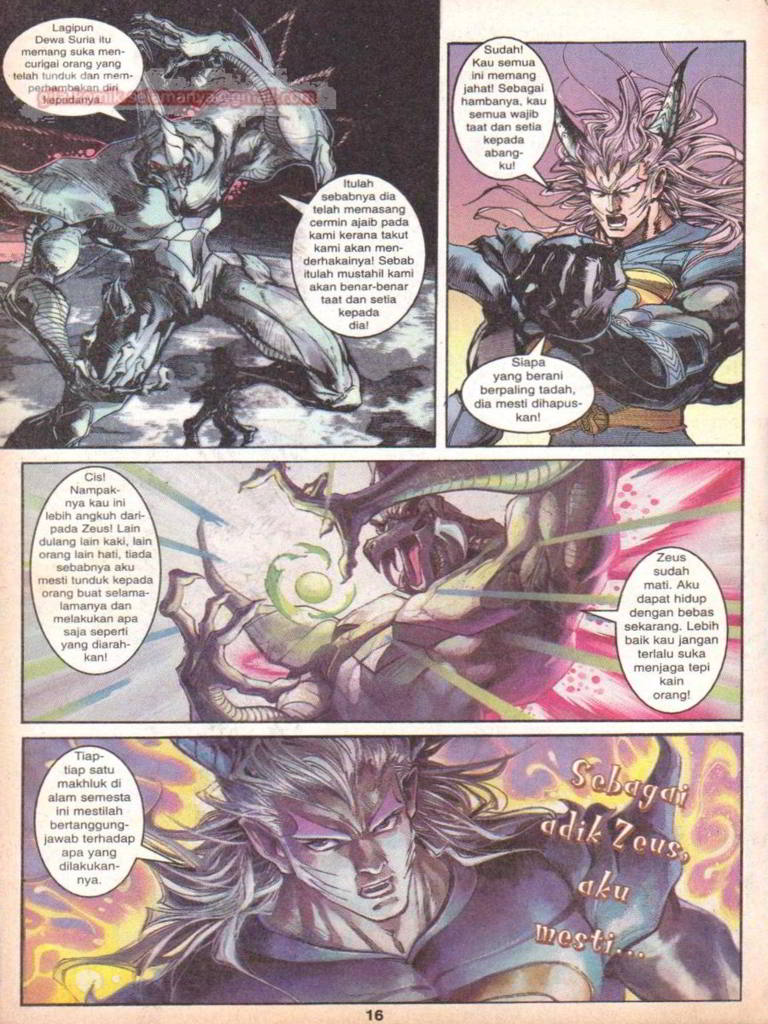 Lagipun
Dewa Suria itu
memang suka men-
curigai orang yang
telah tunduk dan mem-
perhambakan diri
kepadanya.
Itulah
sebabnya dia
telah memasang
cermin ajaib pada
kami kerana takut
kami akan men-
derhakainya! Sebab
itulah mustahil kami
akan benar-benar
taat dan setia
kepada
dia!
Sudah!
Kau semua
ini memang
jahat! Sebagai
hambanya, kau
semua wajib
taat dan setia
kepada
abang-
ku!
Siapa
yang berani
berpaling tadah,
dia mesti dihapus-
kan!
Cis!
Nampak-
nya kau ini
lebih angkuh dari-
pada Zeus! Lain
dulang lain kaki, lain
orang lain hati, tiada
sebabnya aku
mesti tunduk kepada
orang buat selama-
lamanya dan
melakukan apa
saja seperti
yang diarah-
kan!
Zeus
sudah
mati. Aku
dapat hidup
dengan bebas
sekarang. Lebih
baik kau jangan
terlalu suka
menjaga tepi
kain
orang!
Tiap-
tiap satu
makhluk di
alam semesta
ini mestilah
bertanggung-
jawab terhadap
apa yang
dilakukan-
nya.
Sebagai
adik Zeus,
aku
mesti...
16